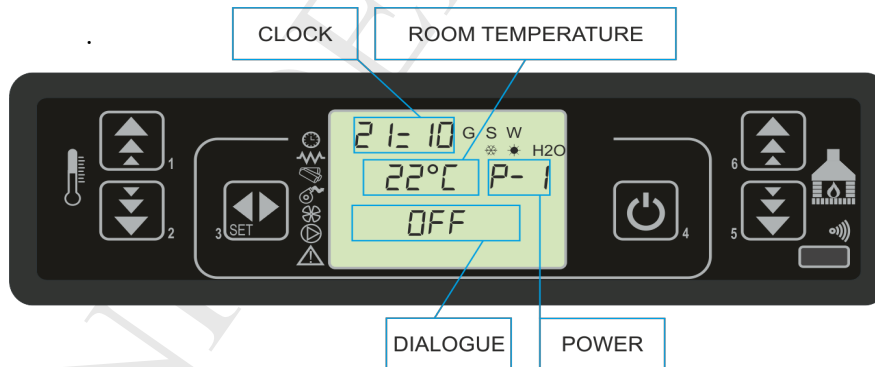 CLOCK
ROOM TEMPERATURE
21:10 G S W
H2O
22°C P-1
OFF
1
2
3 SET
4
5
6
DIALOGUE
POWER